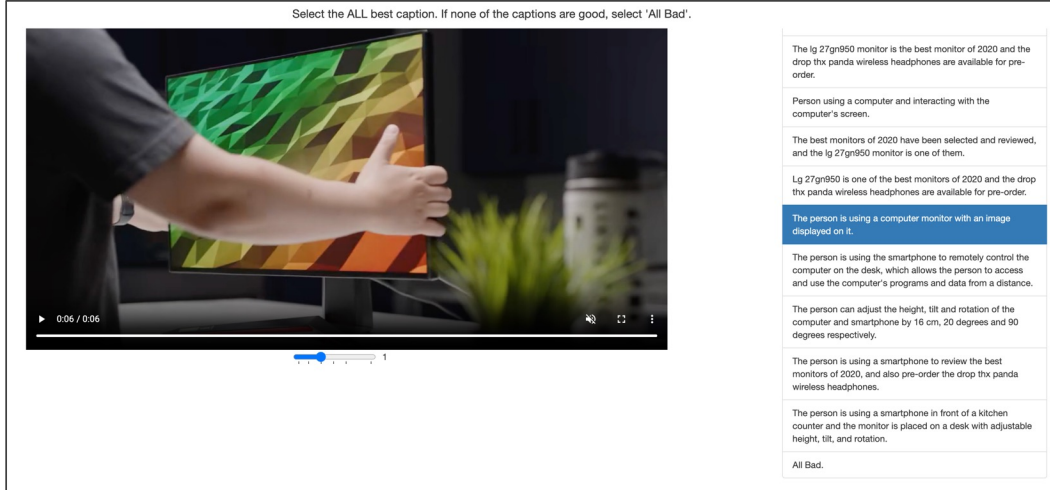 Select the ALL best caption. If none of the captions are good, select 'All Bad'.
0:06 / 0:06
1
The lg 27gn950 monitor is the best monitor of 2020 and the
drop thx panda wireless headphones are available for pre-
order.
Person using a computer and interacting with the
computer's screen.
The best monitors of 2020 have been selected and reviewed,
and the lg 27gn950 monitor is one of them.
Lg 27gn950 is one of the best monitors of 2020 and the drop
thx panda wireless headphones are available for pre-order.
The person is using a computer monitor with an image
displayed on it.
The person is using the smartphone to remotely control the
computer on the desk, which allows the person to access
and use the computer's programs and data from a distance.
The person can adjust the height, tilt and rotation of the
computer and smartphone by 16 cm, 20 degrees and 90
degrees respectively.
The person is using a smartphone to review the best
monitors of 2020, and also pre-order the drop thx panda
wireless headphones.
The person is using a smartphone in front of a kitchen
counter and the monitor is placed on a desk with adjustable
height, tilt, and rotation.
All Bad.